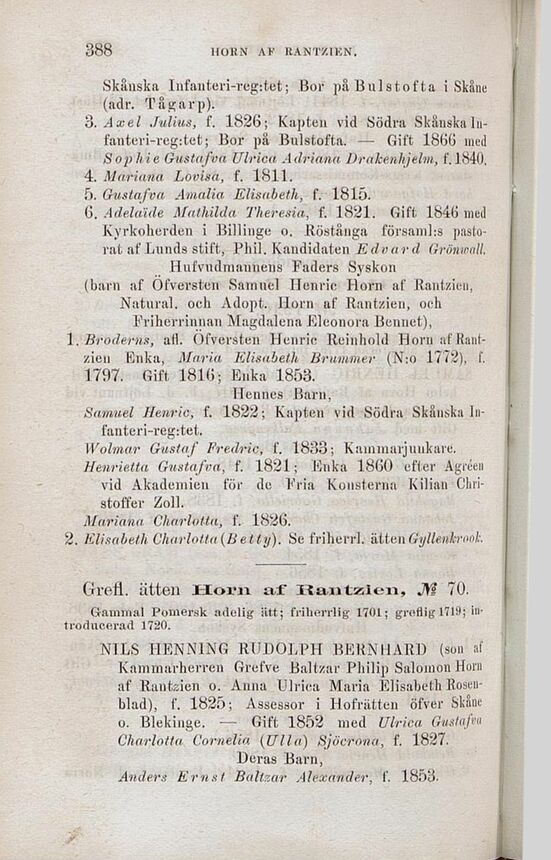 388 HORN AF RANTZIEN.
Skånska Infanteri-reg:tet; Bor på Bulstofta i Skåne
(adr. Tågarp).
3. Axel Julius, f. 1826; Kapten vid Södra Skånska In-
fanteri-reg:tet; Bor på Bulstofta. — Gift 1866 med
Sophie Gustafva Ulrica Adriana Drakenhjelm, f. 1840.
4. Mariana Lovisa, f. 1811.
5. Gustafva Amalia Elisabeth, f. 1815.
6. Adelaïde Mathilda Theresia, f. 1821. Gift 1846 med
Kyrkoherden i Billinge o. Röstånga församl:s pasto-
rat af Lunds stift, Phil. Kandidaten Edvard Grönwall.
Hufvudmannens Faders Syskon
(barn af Öfversten Samuel Henric Horn af Rantzien,
Natural. och Adopt. Horn af Rantzien, och
Friherrinnan Magdalena Eleonora Bennet),
1. Broderns, afl. Öfversten Henric Reinhold Horn af Rant-
zien Enka, Maria Elisabeth Brummer (N:o 1772), f.
1797. Gift 1816; Enka 1853.
Hennes Barn,
Samuel Henric, f. 1822; Kapten vid Södra Skånska In-
fanteri-reg:tet.
Wolmar Gustaf Fredric, f. 1833; Kammarjunkare.
Henrietta Gustafva, f. 1821; Enka 1860 efter Agréen
vid Akademien för de Fria Konsterna Kilian Chri-
stoffer Zoll.
Mariana Charlotta, f. 1826.
2. Elisabeth Charlotta (Betty). Se friherrl. ätten Gyllenkrook.
Grefl. ätten Horn af Rantzien, № 70.
Gammal Pomersk adelig ätt; friherrlig 1701; greflig 1719; in-
troducerad 1720.
NILS HENNING RUDOLPH BERNHARD (son af
Kammarherren Grefve Baltzar Philip Salomon Horn
af Rantzien o. Anna Ulrica Maria Elisabeth Rosen-
blad), f. 1825; Assessor i Hofrätten öfver Skåne
o. Blekinge. — Gift 1852 med Ulrica Gustafva
Charlotta Cornelia (Ulla) Sjöcrona, f. 1827.
Deras Barn,
Anders Ernst Baltzar Alexander, f. 1853.